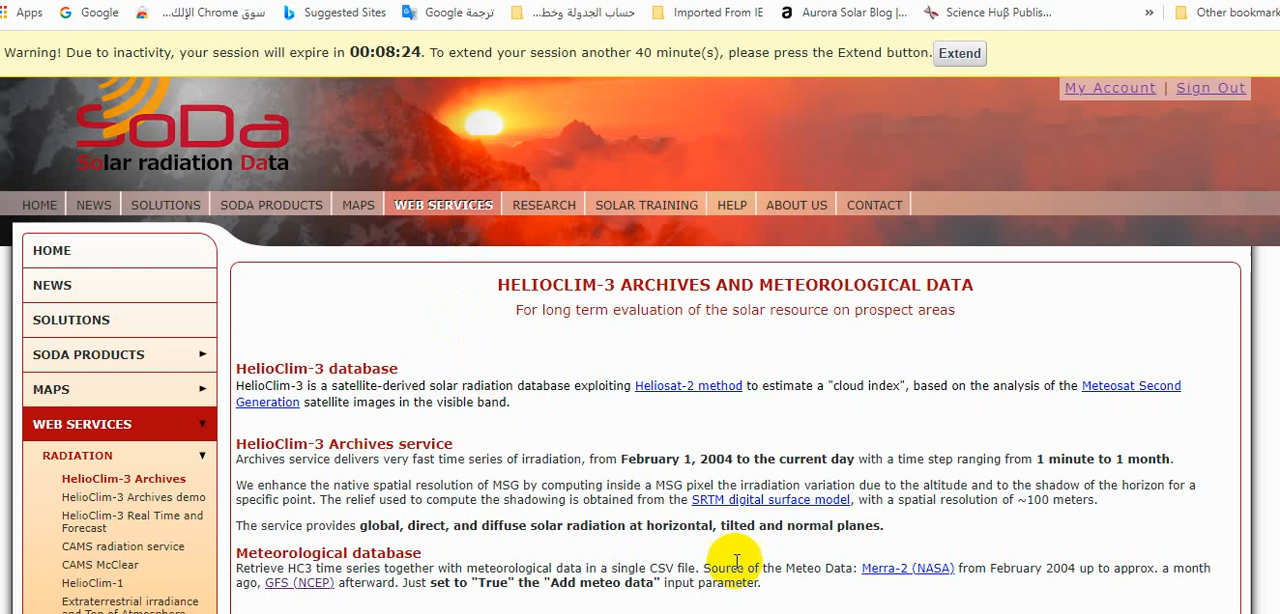 Apps
Google
سوق Chrome الإلك...
Suggested Sites
ترجمة Google
حساب الجدولة وخط...
Imported From IE
Aurora Solar Blog |...
Science Huβ Publis...
»
Other bookmark
Warning! Due to inactivity, your session will expire in 00:08:24. To extend your session another 40 minute(s), please press the Extend button. Extend
My Account | Sign Out
SoDa
Solar radiation Data
HOME
NEWS
SOLUTIONS
SODA PRODUCTS
MAPS
WEB SERVICES
RESEARCH
SOLAR TRAINING
HELP
ABOUT US
CONTACT
HOME
NEWS
SOLUTIONS
SODA PRODUCTS
MAPS
WEB SERVICES
RADIATION
HelioClim-3 Archives
HelioClim-3 Archives demo
HelioClim-3 Real Time and
Forecast
CAMS radiation service
CAMS McClear
HelioClim-1
Extraterrestrial irradiance
and Top of Atmosphere
HELIOCLIM-3 ARCHIVES AND METEOROLOGICAL DATA
For long term evaluation of the solar resource on prospect areas
HelioClim-3 database
HelioClim-3 is a satellite-derived solar radiation database exploiting Heliosat-2 method to estimate a "cloud index", based on the analysis of the Meteosat Second
Generation satellite images in the visible band.
HelioClim-3 Archives service
Archives service delivers very fast time series of irradiation, from February 1, 2004 to the current day with a time step ranging from 1 minute to 1 month.
We enhance the native spatial resolution of MSG by computing inside a MSG pixel the irradiation variation due to the altitude and to the shadow of the horizon for a
specific point. The relief used to compute the shadowing is obtained from the SRTM digital surface model, with a spatial resolution of ~100 meters.
The service provides global, direct, and diffuse solar radiation at horizontal, tilted and normal planes.
Meteorological database
Retrieve HC3 time series together with meteorological data in a single CSV file. Source of the Meteo Data: Merra-2 (NASA) from February 2004 up to approx. a month
ago, GFS (NCEP) afterward. Just set to "True" the "Add meteo data" input parameter.